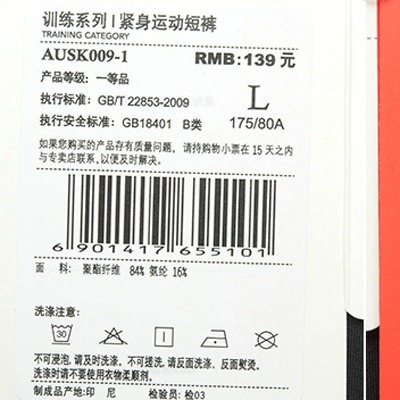 训练系列 | 紧身运动短裤
TRAINING CATEGORY
AUSK009-1 RMB: 139 元
产品等级: 一等品
执行标准: GB/T 22853-2009 L
执行安全标准: GB18401 B类 175/80A
如果您购买的产品存有质量问题, 请持购物小票在 15 天之内
与专卖店联系,以便及时解决。
6 901417 655101
面 料: 聚酯纤维 84% 氨纶 16%
洗涤注意:
30
不可浸泡, 请及时洗涤. 不可搓洗, 请反面洗涤、反面熨烫。
洗涤时请不要使用衣物柔顺剂.
制成品产地: 印 尼 检验员: 检03